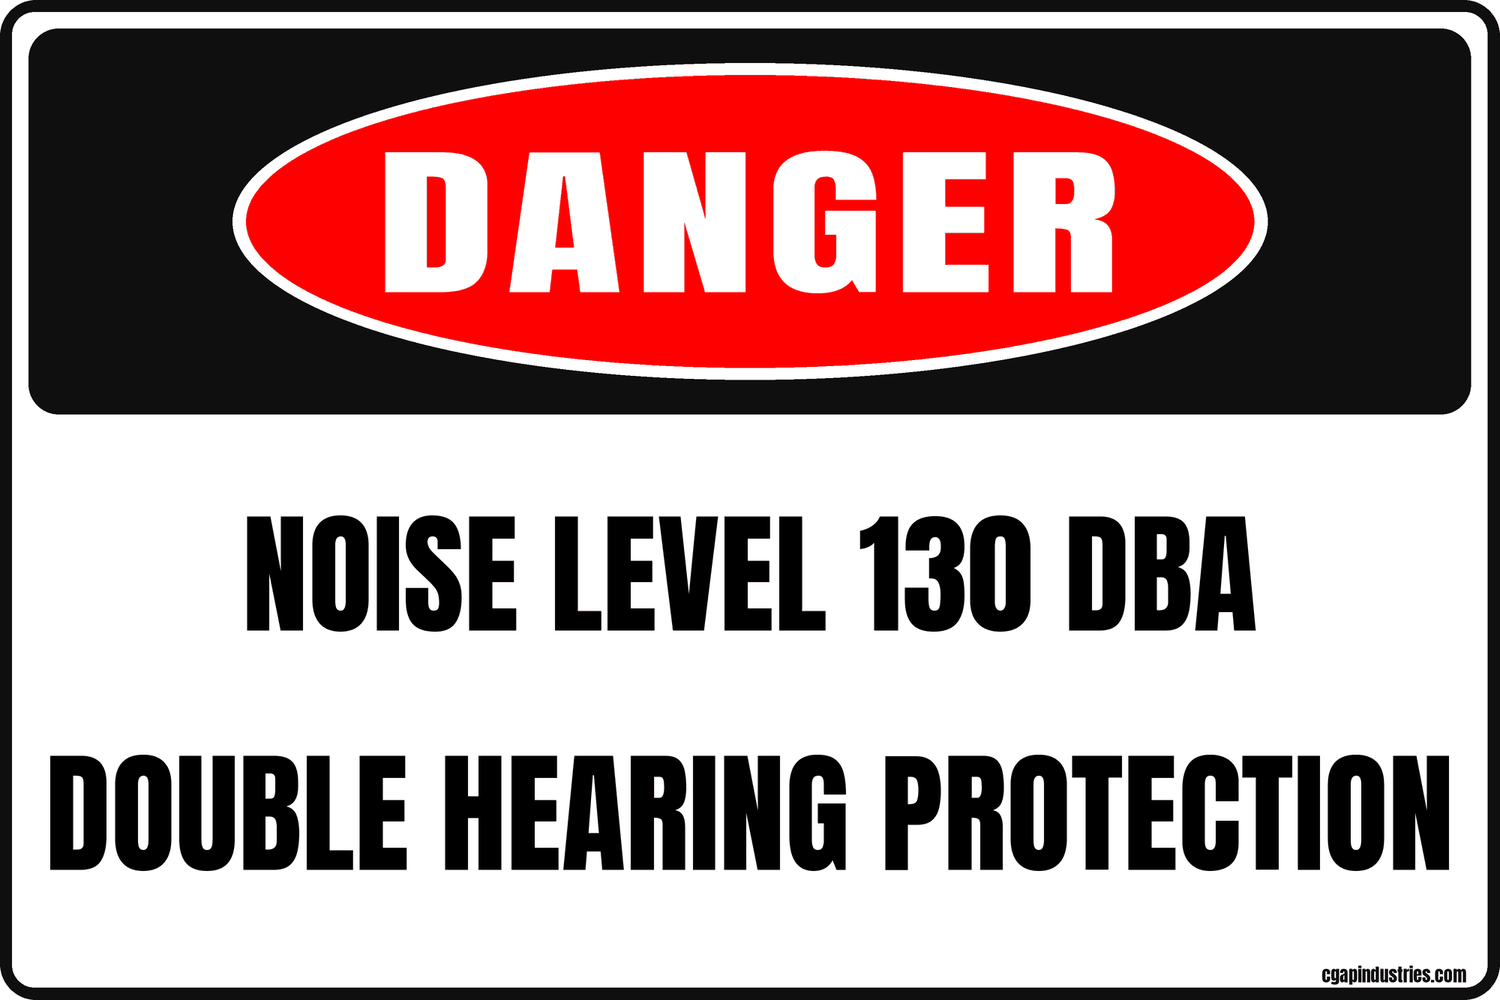 DANGER
NOISE LEVEL 130 DBA
DOUBLE HEARING PROTECTION
cgapindustries.com